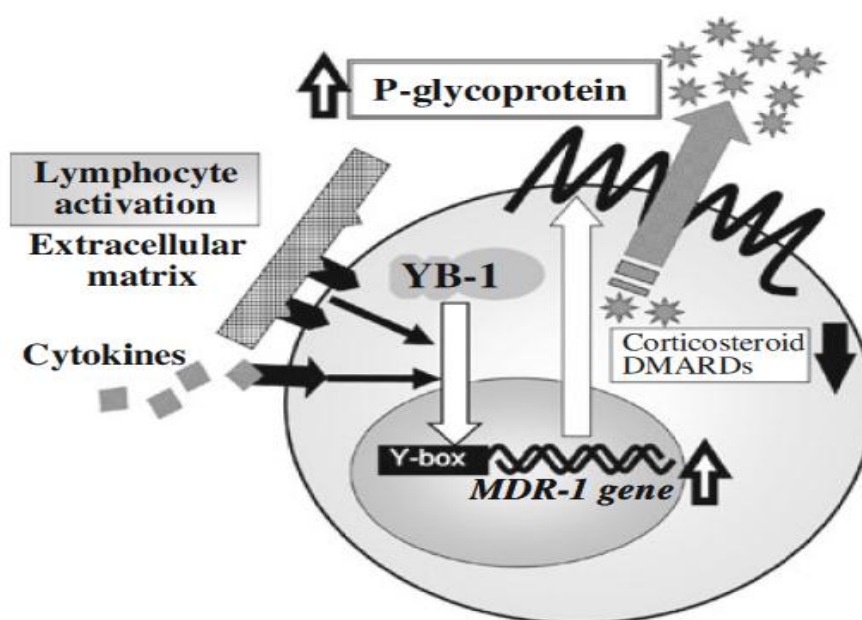 P-glycoprotein
Lymphocyte
activation
Extracellular
matrix
YB-1
Cytokines
Corticosteroid
DMARDs
Y-box
MDR-1 gene